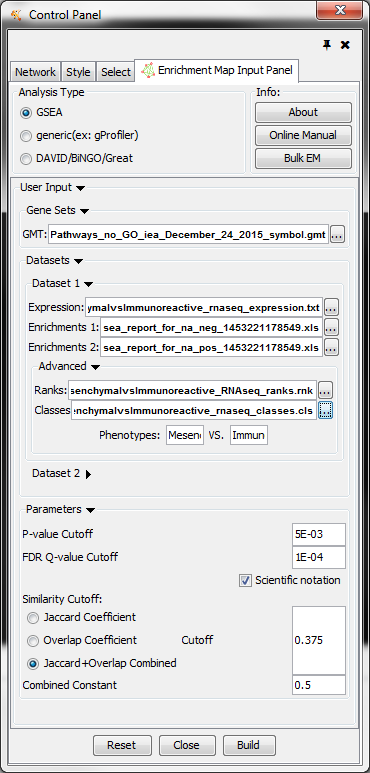 Control Panel
Network Style Select Enrichment Map Input Panel
Analysis Type
GSEA
generic(ex: gProfiler)
DAVID/BiNGO/Great
Info:
About
Online Manual
Bulk EM
User Input
Gene Sets
GMT: Pathways_no_GO_iea_December_24_2015_symbol.gmt ...
Datasets
Dataset 1
Expression: ymalvsImmunoreactive_rnaseq_expression.txt ...
Enrichments 1: sea_report_for_na_neg_1453221178549.xls ...
Enrichments 2: sea_report_for_na_pos_1453221178549.xls ...
Advanced
Ranks: senchymalvsImmunoreactive_RNAseq_ranks.rnk ...
Classes enchymalvsImmunoreactive_rnaseq_classes.cls ...
Phenotypes: Mesen VS. Immun
Dataset 2
Parameters
P-value Cutoff 5E-03
FDR Q-value Cutoff 1E-04
Scientific notation
Similarity Cutoff:
Jaccard Coefficient
Overlap Coefficient Cutoff 0.375
Jaccard+Overlap Combined
Combined Constant 0.5
Reset Close Build